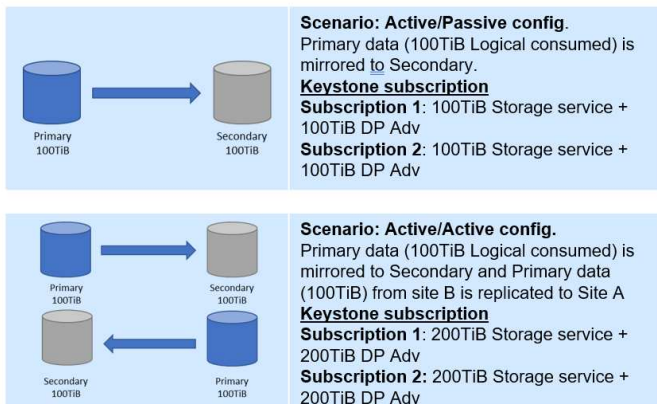 Primary
100TiB
Secondary
100TiB
Scenario: Active/Passive config.
Primary data (100TiB Logical consumed) is
mirrored to Secondary.
Keystone subscription
Subscription 1: 100TiB Storage service +
100TiB DP Adv
Subscription 2: 100TiB Storage service +
100TiB DP Adv
Primary
100TiB
Secondary
100TiB
Secondary
100TiB
Primary
100TiB
Scenario: Active/Active config.
Primary data (100TiB Logical consumed) is
mirrored to Secondary and Primary data
(100TiB) from site B is replicated to Site A
Keystone subscription
Subscription 1: 200TiB Storage service +
200TiB DP Adv
Subscription 2: 200TiB Storage service +
200TiB DP Adv